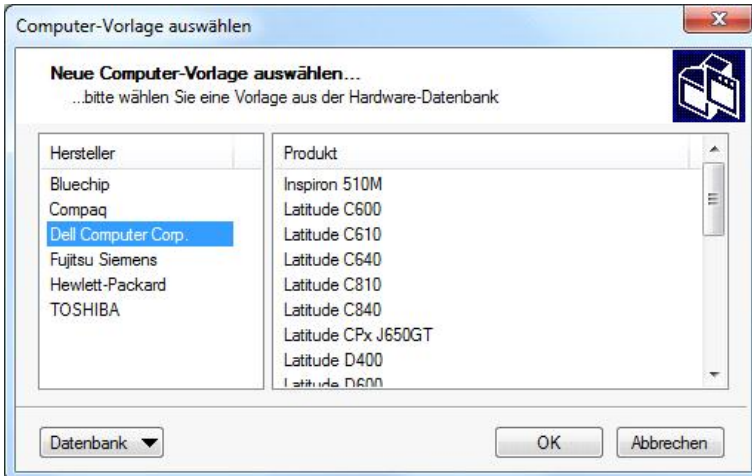 Computer-Vorlage auswählen
Neue Computer-Vorlage auswählen...
...bitte wählen Sie eine Vorlage aus der Hardware-Datenbank
Hersteller
Bluechip
Compaq
Dell Computer Corp.
Fujitsu Siemens
Hewlett-Packard
TOSHIBA
Produkt
Inspiron 510M
Latitude C600
Latitude C610
Latitude C640
Latitude C810
Latitude C840
Latitude CPx J650GT
Latitude D400
Latitude D600
Datenbank
OK
Abbrechen